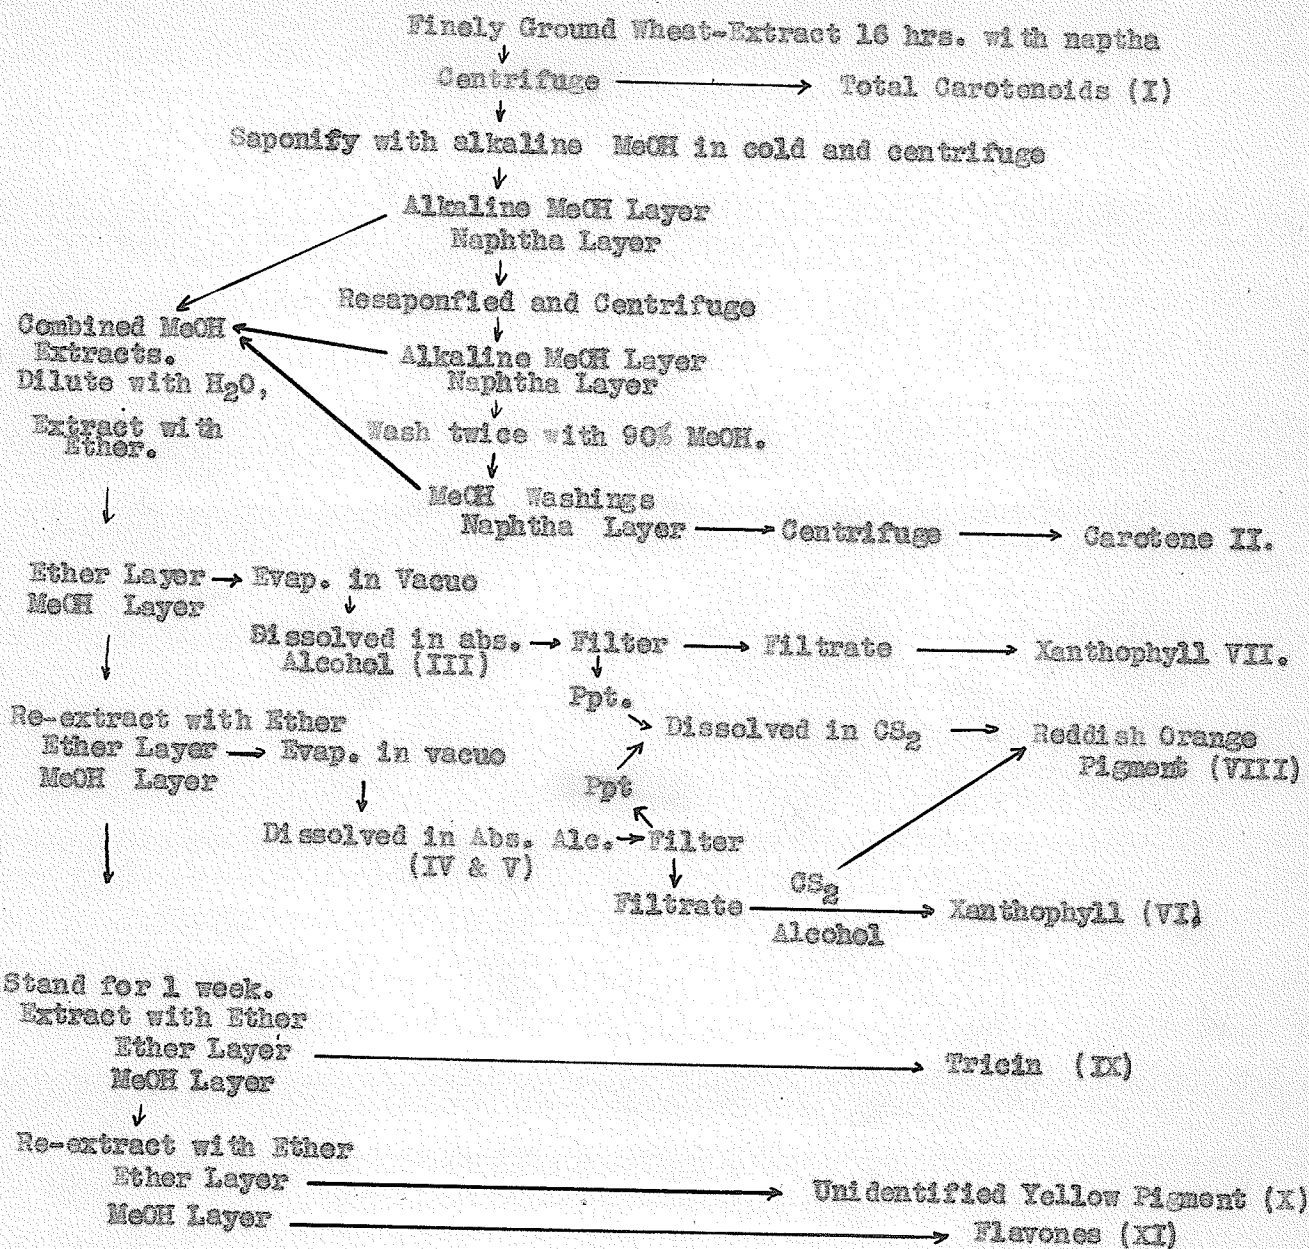 Finely Ground Wheat-Extract 16 hrs. with naptha
Centrifuge
Total Carotenoids (I)
Saponify with alkaline MeOH in cold and centrifuge
Alkaline MeOH Layer
Naphtha Layer
Resaponfied and Centrifuge
Combined MeOH
Extracts.
Dilute with H₂O,
Extract with
Ether.
Alkaline MeOH Layer
Naphtha Layer
Wash twice with 90% MeOH.
MeOH Washings
Naphtha Layer
Centrifuge
Carotene II.
Ether Layer
MeOH Layer
Evap. in Vacuo
Dissolved in abs.
Alcohol (III)
Filter
Filtrate
Xanthophyll VII.
Ppt.
Re-extract with Ether
Ether Layer
MeOH Layer
Evap. in vacuo
Dissolved in CS₂
Reddish Orange
Pigment (VIII)
Ppt
Dissolved in Abs. Alc.
(IV & V)
Filter
Filtrate
CS₂
Alcohol
Xanthophyll (VI)
Stand for 1 week.
Extract with Ether
Ether Layer
MeOH Layer
Tricin (IX)
Re-extract with Ether
Ether Layer
Unidentified Yellow Pigment (X)
MeOH Layer
Flavones (XI)